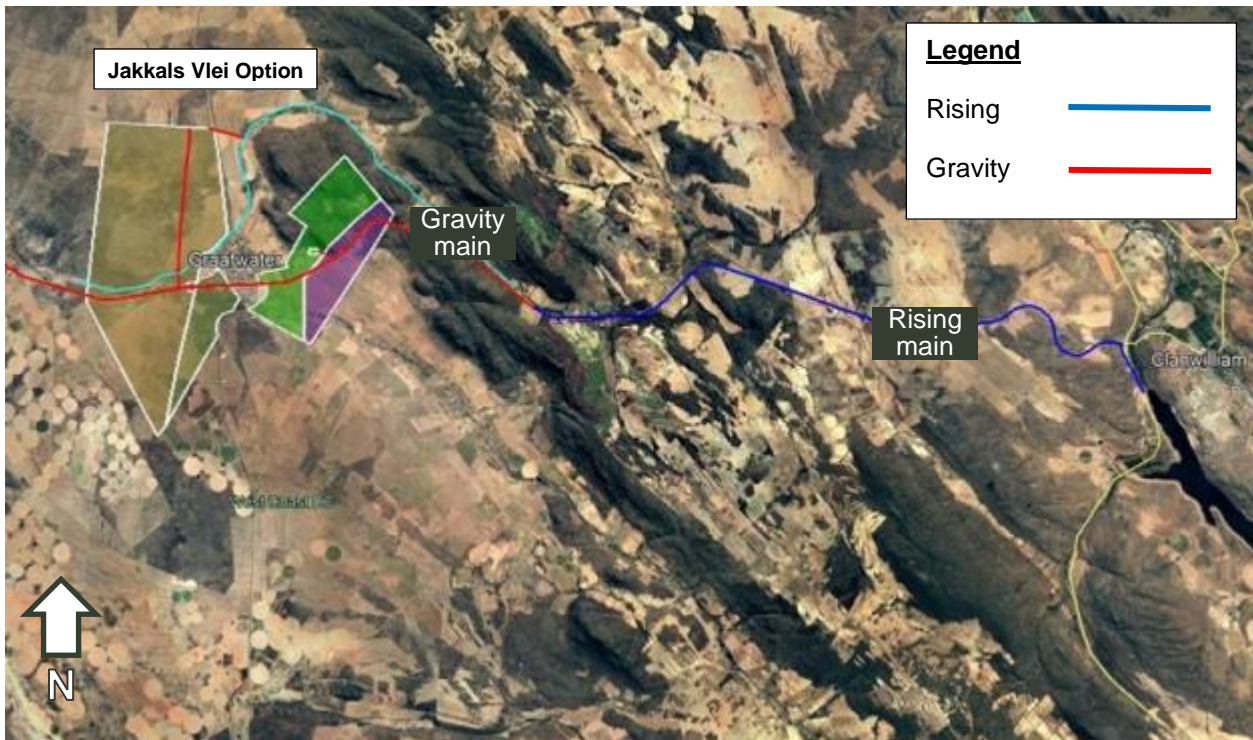 Jakkals Vlei Option
Legend
Rising
Gravity
Gravity
main
Graafwater
Rising
main
Clanwilliam
N